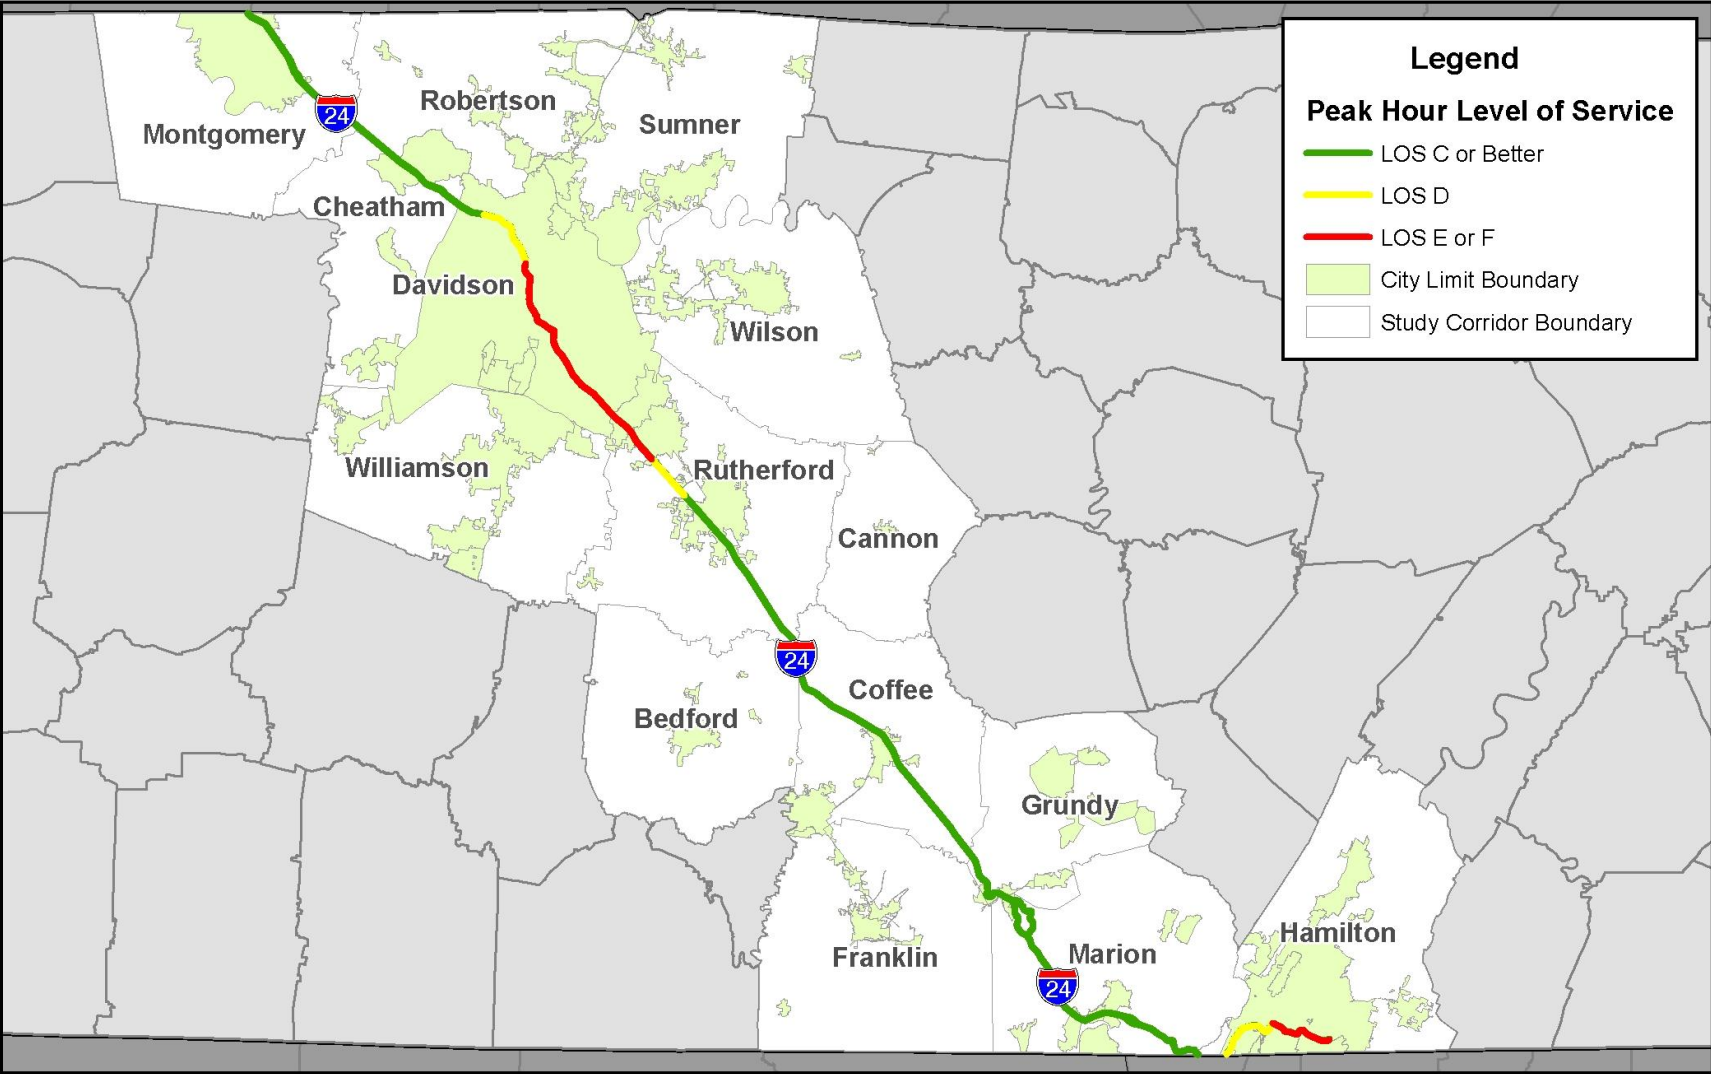 Legend
Peak Hour Level of Service
LOS C or Better
LOS D
LOS E or F
City Limit Boundary
Study Corridor Boundary
24
Robertson
Sumner
Montgomery
Cheatham
Davidson
Wilson
Williamson
Rutherford
Cannon
24
Coffee
Bedford
Grundy
Hamilton
Marion
Franklin
24